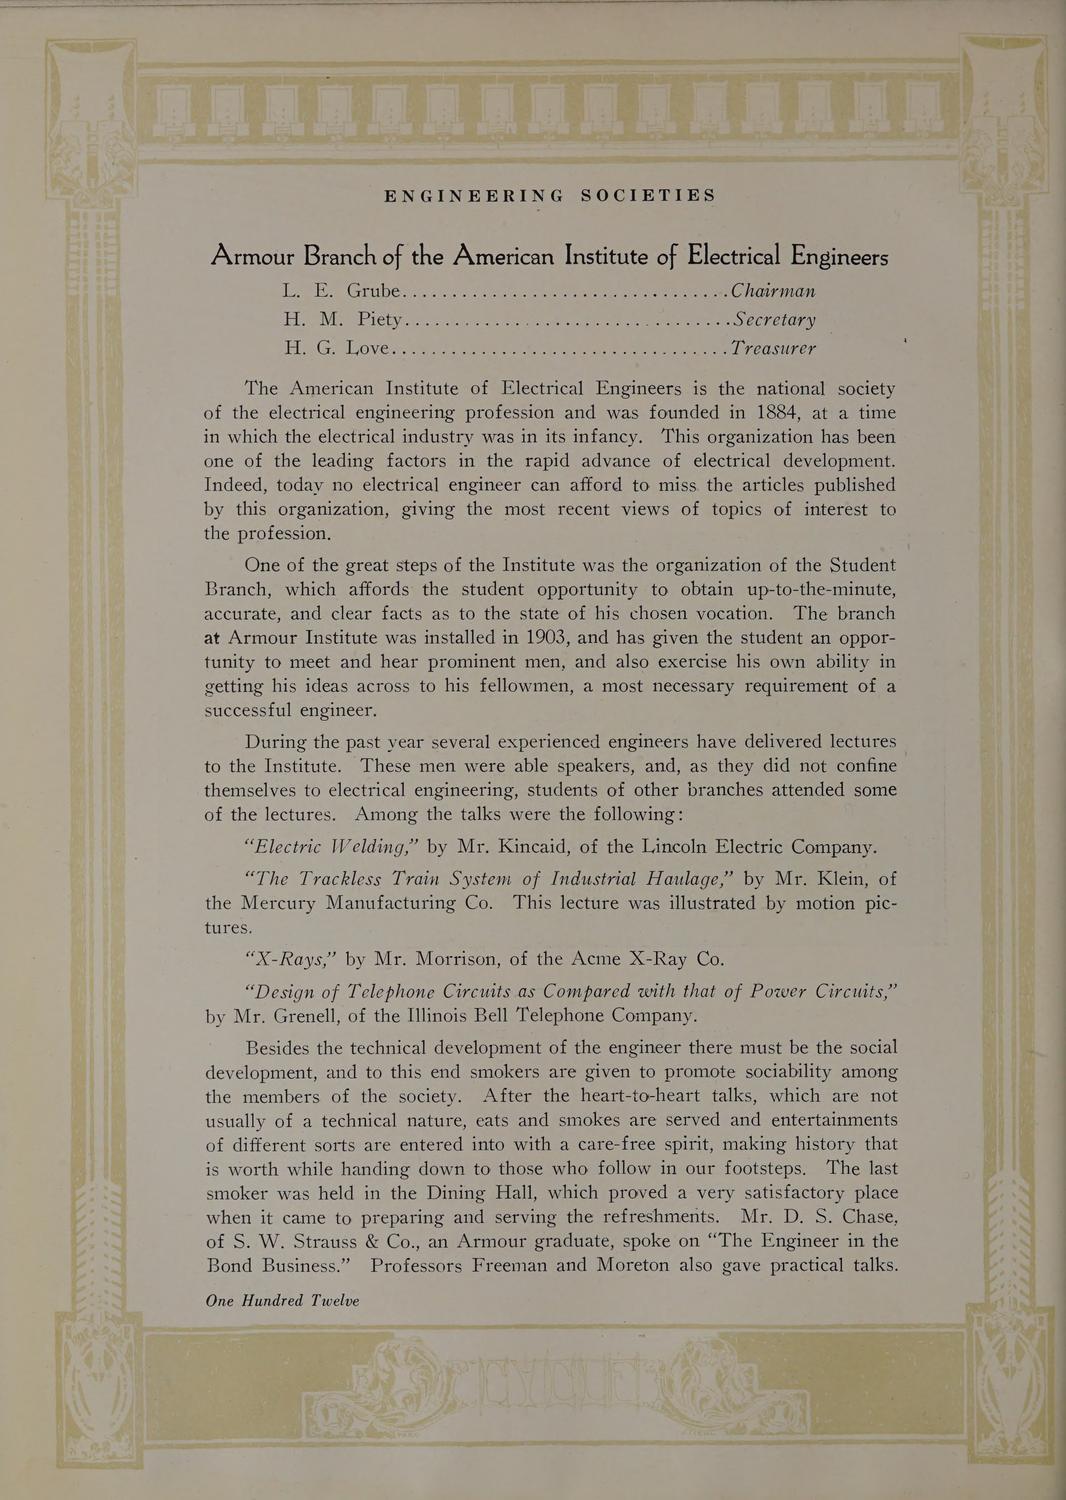 ENGINEERING SOCIETIES
Armour Branch of the American Institute of Electrical Engineers
L. E. Grube.................................Chairman
H. M. Piety.................................Secretary
H. G. Love..................................Treasurer
The American Institute of Electrical Engineers is the national society
of the electrical engineering profession and was founded in 1884, at a time
in which the electrical industry was in its infancy. This organization has been
one of the leading factors in the rapid advance of electrical development.
Indeed, today no electrical engineer can afford to miss the articles published
by this organization, giving the most recent views of topics of interest to
the profession.
One of the great steps of the Institute was the organization of the Student
Branch, which affords the student opportunity to obtain up-to-the-minute,
accurate, and clear facts as to the state of his chosen vocation. The branch
at Armour Institute was installed in 1903, and has given the student an oppor-
tunity to meet and hear prominent men, and also exercise his own ability in
getting his ideas across to his fellowmen, a most necessary requirement of a
successful engineer.
During the past year several experienced engineers have delivered lectures
to the Institute. These men were able speakers, and, as they did not confine
themselves to electrical engineering, students of other branches attended some
of the lectures. Among the talks were the following:
"Electric Welding," by Mr. Kincaid, of the Lincoln Electric Company.
"The Trackless Train System of Industrial Haulage," by Mr. Klein, of
the Mercury Manufacturing Co. This lecture was illustrated by motion pic-
tures.
"X-Rays," by Mr. Morrison, of the Acme X-Ray Co.
"Design of Telephone Circuits as Compared with that of Power Circuits,"
by Mr. Grenell, of the Illinois Bell Telephone Company.
Besides the technical development of the engineer there must be the social
development, and to this end smokers are given to promote sociability among
the members of the society. After the heart-to-heart talks, which are not
usually of a technical nature, eats and smokes are served and entertainments
of different sorts are entered into with a care-free spirit, making history that
is worth while handing down to those who follow in our footsteps. The last
smoker was held in the Dining Hall, which proved a very satisfactory place
when it came to preparing and serving the refreshments. Mr. D. S. Chase,
of S. W. Strauss & Co., an Armour graduate, spoke on "The Engineer in the
Bond Business." Professors Freeman and Moreton also gave practical talks.
One Hundred Twelve